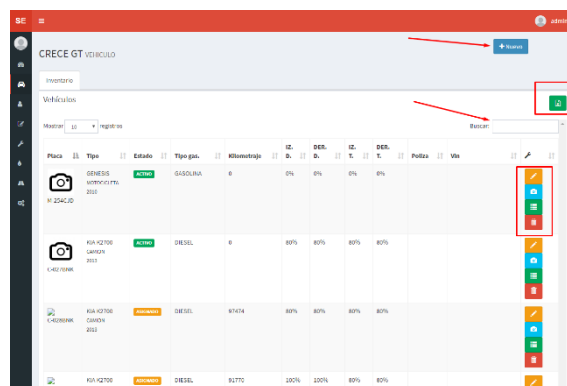 SE
admin
CRECE GT VEHICULO
+ Nuevo
Inventario
Vehículos
Mostrar 10 registros
Buscar:
Placa Tipo Estado Tipo gas. Kilometraje IZ. D. DER. D. IZ. T. DER. T. Poliza Vin
GENESIS MOTOCICLETA 2010
ACTIVO GASOLINA 0 0% 0% 0% 0%
M-254CJD
KIA K2700 CAMION 2013
ACTIVO DIESEL 0 80% 80% 80% 80%
C-027BNK
KIA K2700 CAMION 2013
DIESEL 97474 80% 80% 80% 80%
C-028BNK
KIA K2700
DIESEL 91770 100% 100% 80% 80%